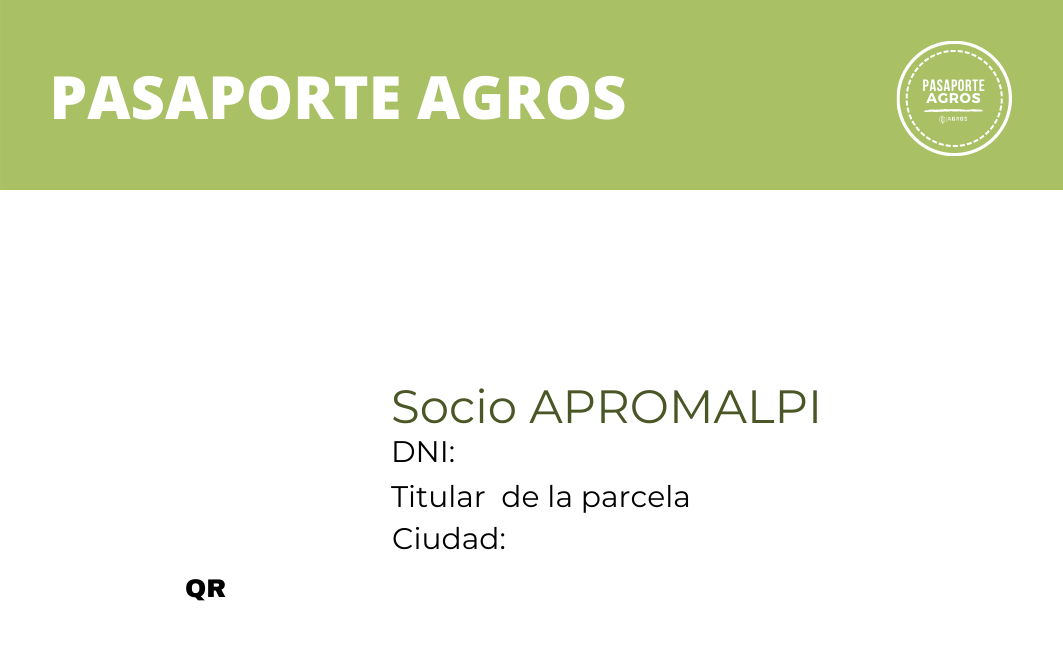 PASAPORTE AGROS
PASAPORTE
AGROS
AGROS
Socio APROMALPI
DNI:
Titular  de la parcela
Ciudad:
QR